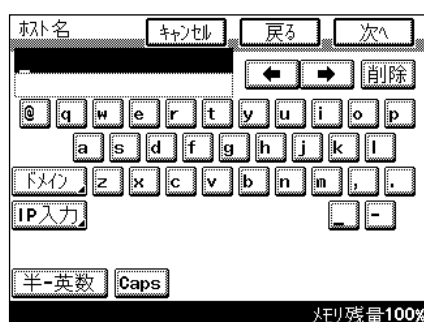 ホスト名 キャンセル 戻る 次へ
_
← → 削除
@ q w e r t y u i o p
a s d f g h j k l
ドメイン z x c v b n m , .
IP入力 _ -
半-英数 Caps
メモリ残量100%